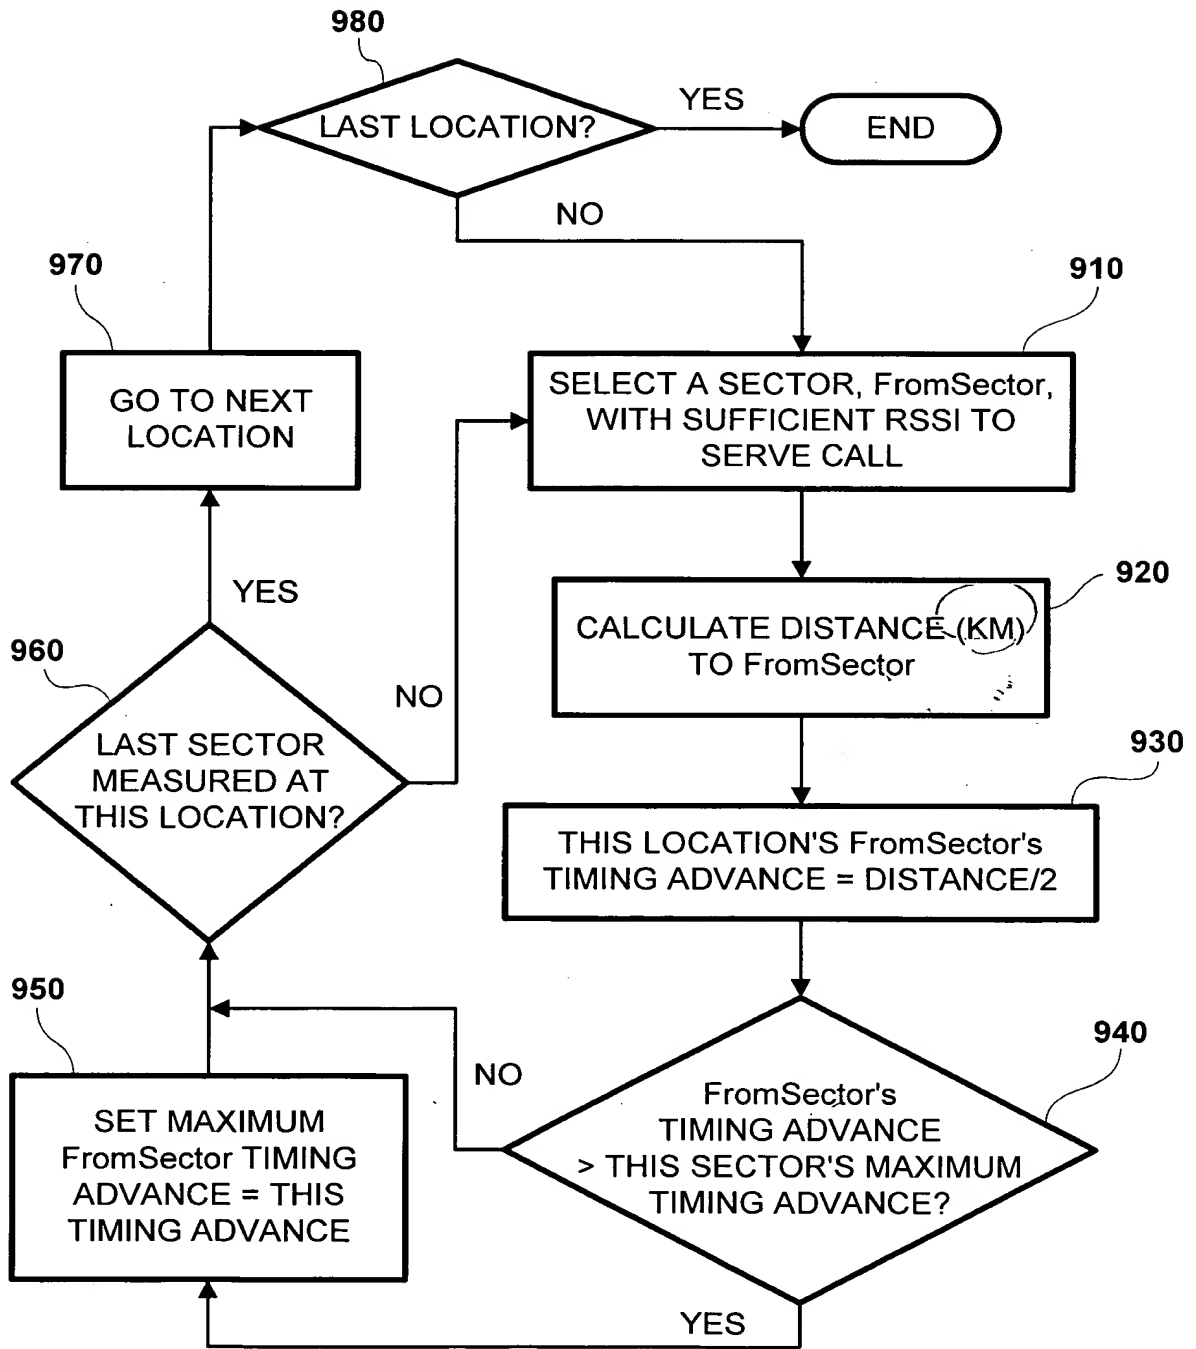 980
LAST LOCATION?
YES
END
NO
970
910
GO TO NEXT
LOCATION
SELECT A SECTOR, FromSector,
WITH SUFFICIENT RSSI TO
SERVE CALL
YES
920
CALCULATE DISTANCE (KM)
TO FromSector
960
NO
LAST SECTOR
MEASURED AT
THIS LOCATION?
930
THIS LOCATION'S FromSector's
TIMING ADVANCE = DISTANCE/2
950
940
NO
SET MAXIMUM
FromSector TIMING
ADVANCE = THIS
TIMING ADVANCE
FromSector's
TIMING ADVANCE
> THIS SECTOR'S MAXIMUM
TIMING ADVANCE?
YES